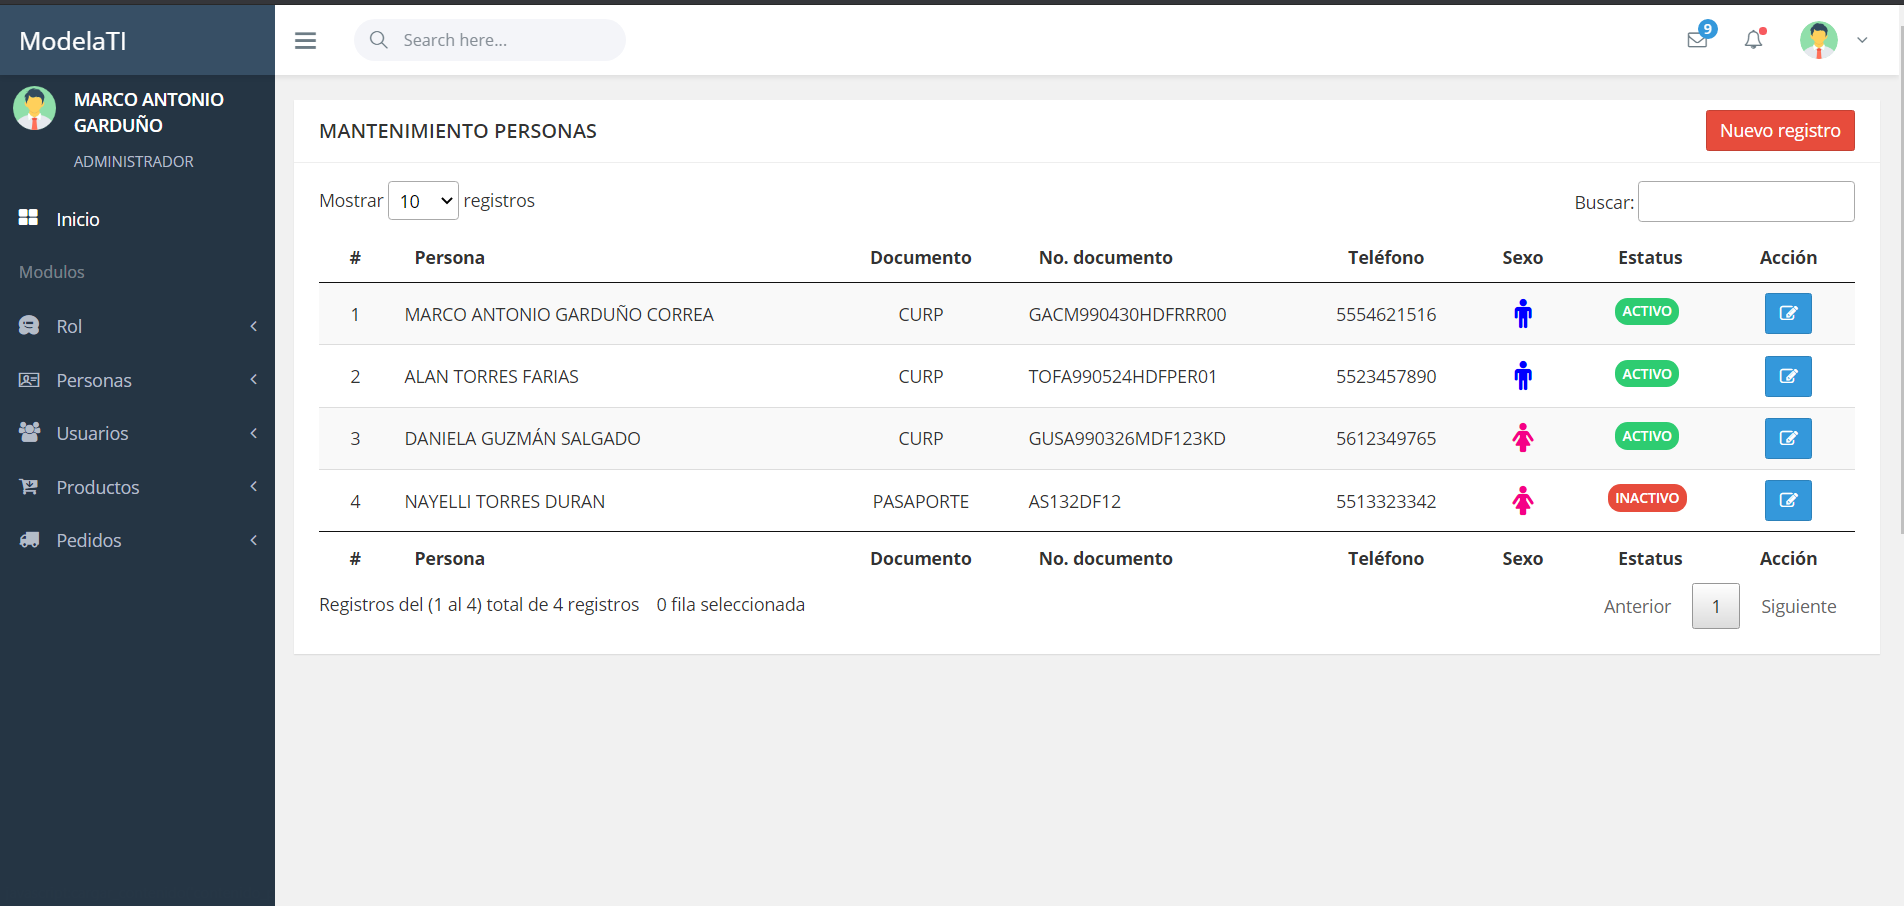 ModelaTI
Search here...
9
MARCO ANTONIO
GARDUÑO
ADMINISTRADOR
Inicio
Modulos
Rol
Personas
Usuarios
Productos
Pedidos
MANTENIMIENTO PERSONAS
Nuevo registro
Mostrar 10 registros
Buscar:
# Persona Documento No. documento Teléfono Sexo Estatus Acción
1 MARCO ANTONIO GARDUÑO CORREA CURP GACM990430HDFRRR00 5554621516 ACTIVO
2 ALAN TORRES FARIAS CURP TOFA990524HDFPER01 5523457890 ACTIVO
3 DANIELA GUZMÁN SALGADO CURP GUSA990326MDF123KD 5612349765 ACTIVO
4 NAYELLI TORRES DURAN PASAPORTE AS132DF12 5513323342 INACTIVO
# Persona Documento No. documento Teléfono Sexo Estatus Acción
Registros del (1 al 4) total de 4 registros 0 fila seleccionada
Anterior 1 Siguiente